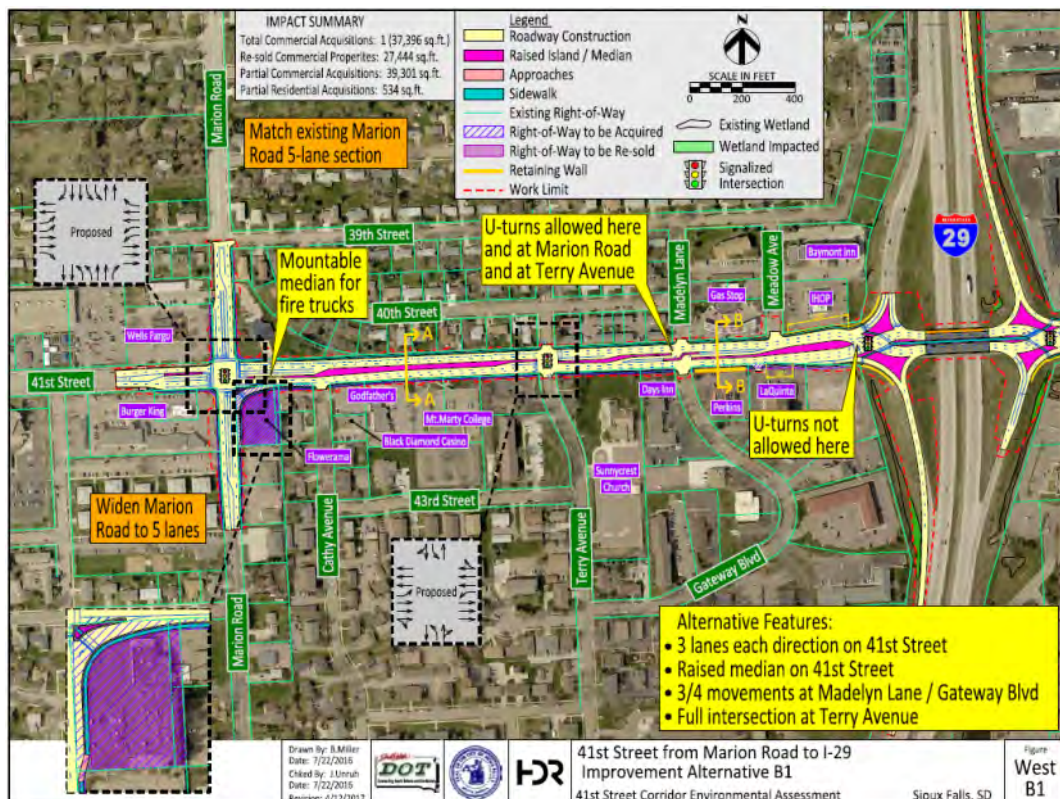 IMPACT SUMMARY
Total Commercial Acquisitions: 1 (37,396 sq.ft.)
Re-sold Commercial Properites: 27,444 sq.ft.
Partial Commercial Acquisitions: 39,301 sq.ft.
Partial Residential Acquisitions: 534 sq.ft.
Legend
Roadway Construction
Raised Island / Median
Approaches
Sidewalk
Existing Right-of-Way
Right-of-Way to be Acquired
Right-of-Way to be Re-sold
Retaining Wall
Work Limit
N
SCALE IN FEET
0 200 400
Existing Wetland
Wetland Impacted
Signalized
Intersection
Marion Road
Match existing Marion
Road 5-lane section
Proposed
39th Street
Mountable
median for
fire trucks
U-turns allowed here
and at Marion Road
and at Terry Avenue
Madelyn Lane
Meadow Ave
Baymont Inn
INTERSTATE
29
Gas Stop
IHOP
40th Street
Wells Fargo
A
B
41st Street
Burger King
Godfather's
A
Mt.Marty College
Days Inn
B
Perkins
LaQuinta
Black Diamond Casino
Flowerama
U-turns not
allowed here
Sunnycrest
Church
Widen Marion
Road to 5 lanes
43rd Street
Cathy Avenue
Proposed
Terry Avenue
Gateway Blvd
Marion Road
Alternative Features:
• 3 lanes each direction on 41st Street
• Raised median on 41st Street
• 3/4 movements at Madelyn Lane / Gateway Blvd
• Full intersection at Terry Avenue
Drawn By: B.Miller
Date: 7/22/2016
Chked By: J.Unruh
Date: 7/22/2016
Revision: 4/12/2017
DOT
HDR
41st Street from Marion Road to I-29
Improvement Alternative B1
41st Street Corridor Environmental Assessment
Sioux Falls, SD
Figure
West
B1